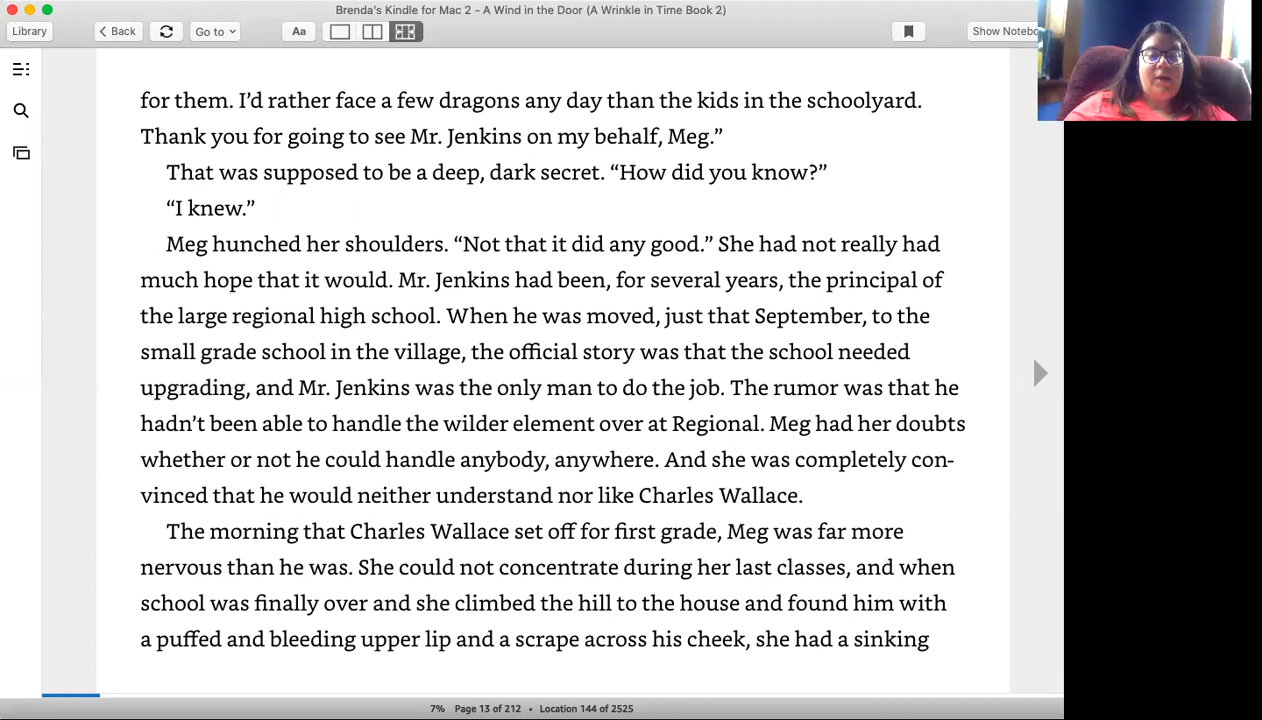 Brenda's Kindle for Mac 2 - A Wind in the Door (A Wrinkle in Time Book 2)
Library
Back
Go to
Aa
Show Notebo
for them. I’d rather face a few dragons any day than the kids in the schoolyard.
Thank you for going to see Mr. Jenkins on my behalf, Meg.”
That was supposed to be a deep, dark secret. “How did you know?”
“I knew.”
Meg hunched her shoulders. “Not that it did any good.” She had not really had
much hope that it would. Mr. Jenkins had been, for several years, the principal of
the large regional high school. When he was moved, just that September, to the
small grade school in the village, the official story was that the school needed
upgrading, and Mr. Jenkins was the only man to do the job. The rumor was that he
hadn’t been able to handle the wilder element over at Regional. Meg had her doubts
whether or not he could handle anybody, anywhere. And she was completely con-
vinced that he would neither understand nor like Charles Wallace.
The morning that Charles Wallace set off for first grade, Meg was far more
nervous than he was. She could not concentrate during her last classes, and when
school was finally over and she climbed the hill to the house and found him with
a puffed and bleeding upper lip and a scrape across his cheek, she had a sinking
7% Page 13 of 212 • Location 144 of 2525